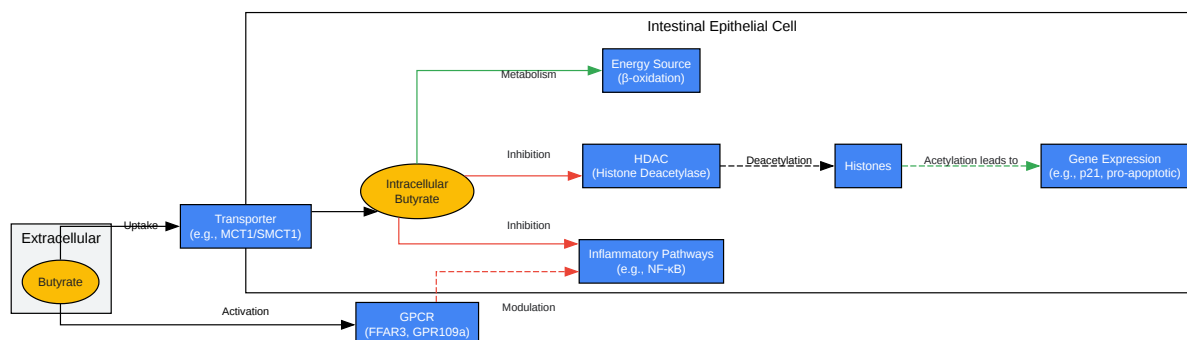 Intestinal Epithelial Cell
Energy Source
(β-oxidation)
Metabolism
Inhibition
HDAC
(Histone Deacetylase)
Deacetylation
Histones
Acetylation leads to
Gene Expression
(e.g., p21, pro-apoptotic)
Intracellular
Butyrate
Extracellular
Uptake
Transporter
(e.g., MCT1/SMCT1)
Inhibition
Inflammatory Pathways
(e.g., NF-κB)
Butyrate
Activation
GPCR
(FFAR3, GPR109a)
Modulation